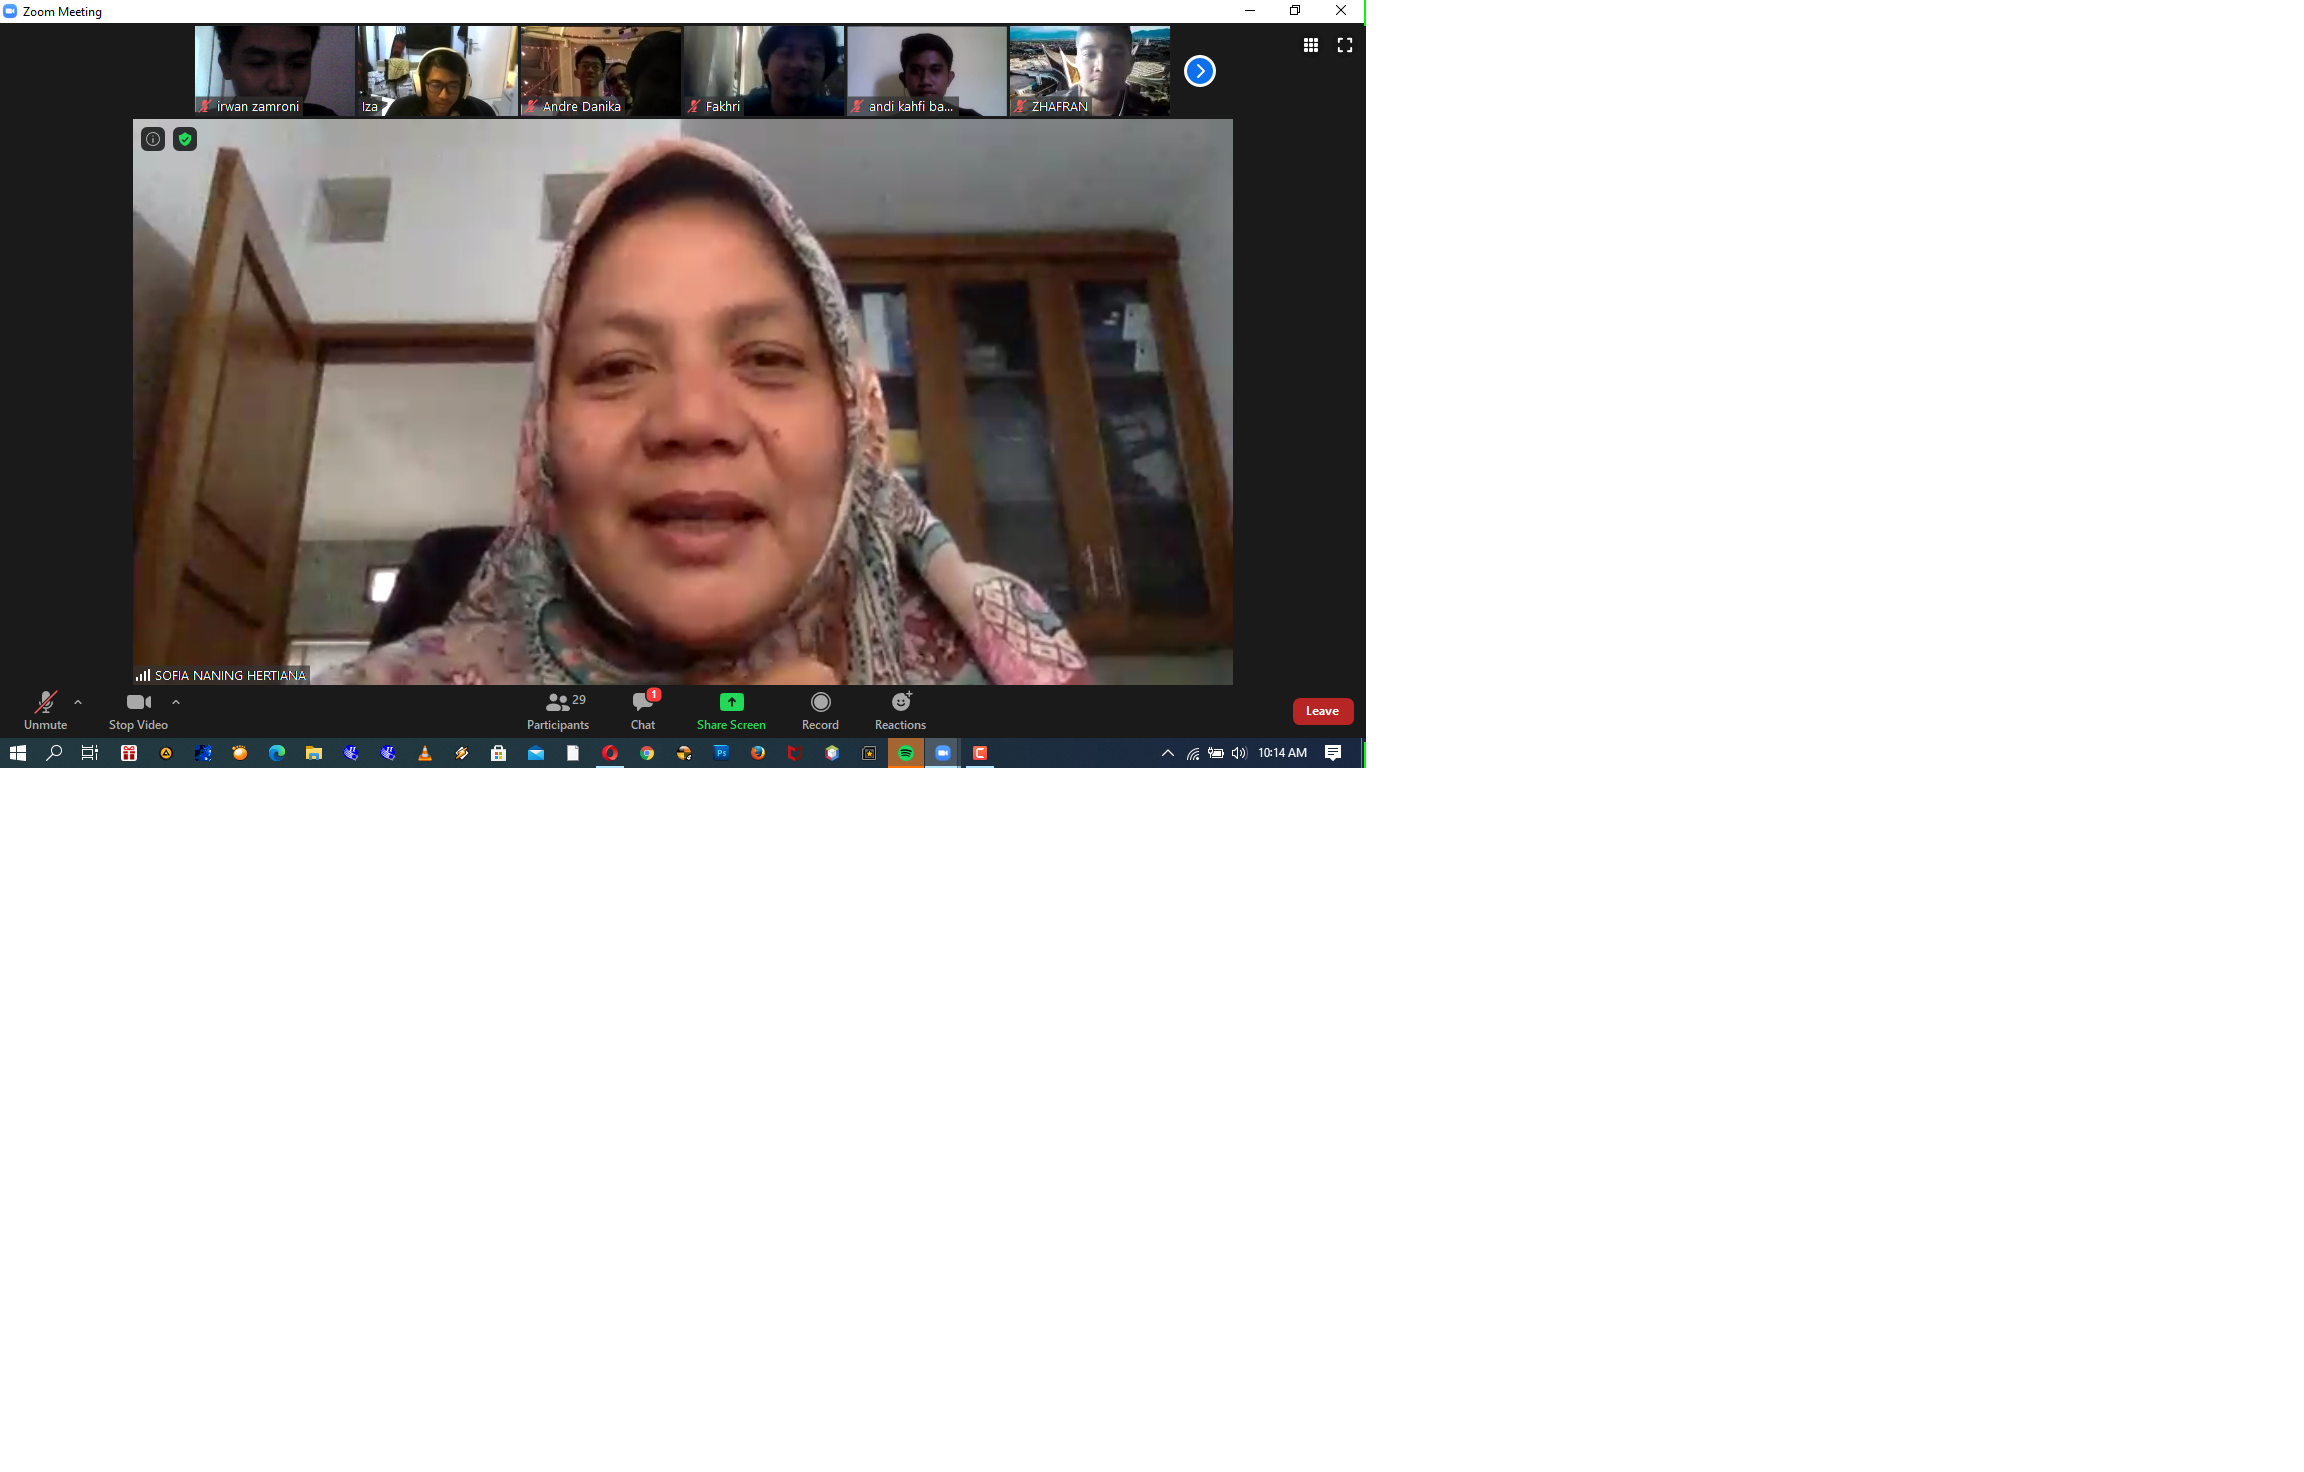 Zoom Meeting
irwan zamroni
Iza
Andre Danika
Fakhri
andi kahfi ba...
ZHAFRAN
SOFIA NANING HERTIANA
Unmute
Stop Video
29
Participants
1
Chat
Share Screen
Record
Reactions
Leave
Ps
10:14 AM